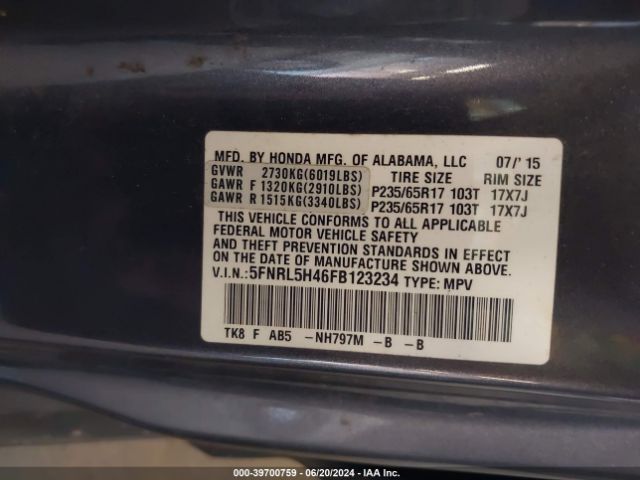 MFD. BY HONDA MFG. OF ALABAMA, LLC 07/'15
GVWR 2730KG(6019LBS) TIRE SIZE RIM SIZE
GAWR F 1320KG(2910LBS) P235/65R17 103T 17X7J
GAWR R 1515KG(3340LBS) P235/65R17 103T 17X7J
THIS VEHICLE CONFORMS TO ALL APPLICABLE
FEDERAL MOTOR VEHICLE SAFETY
AND THEFT PREVENTION STANDARDS IN EFFECT
ON THE DATE OF MANUFACTURE SHOWN ABOVE.
V.I.N.:5FNRL5H46FB123234 TYPE: MPV
TK8 F AB5 -NH797M -B -B
0-39700759 - 06/20/2024 - IAA Inc.